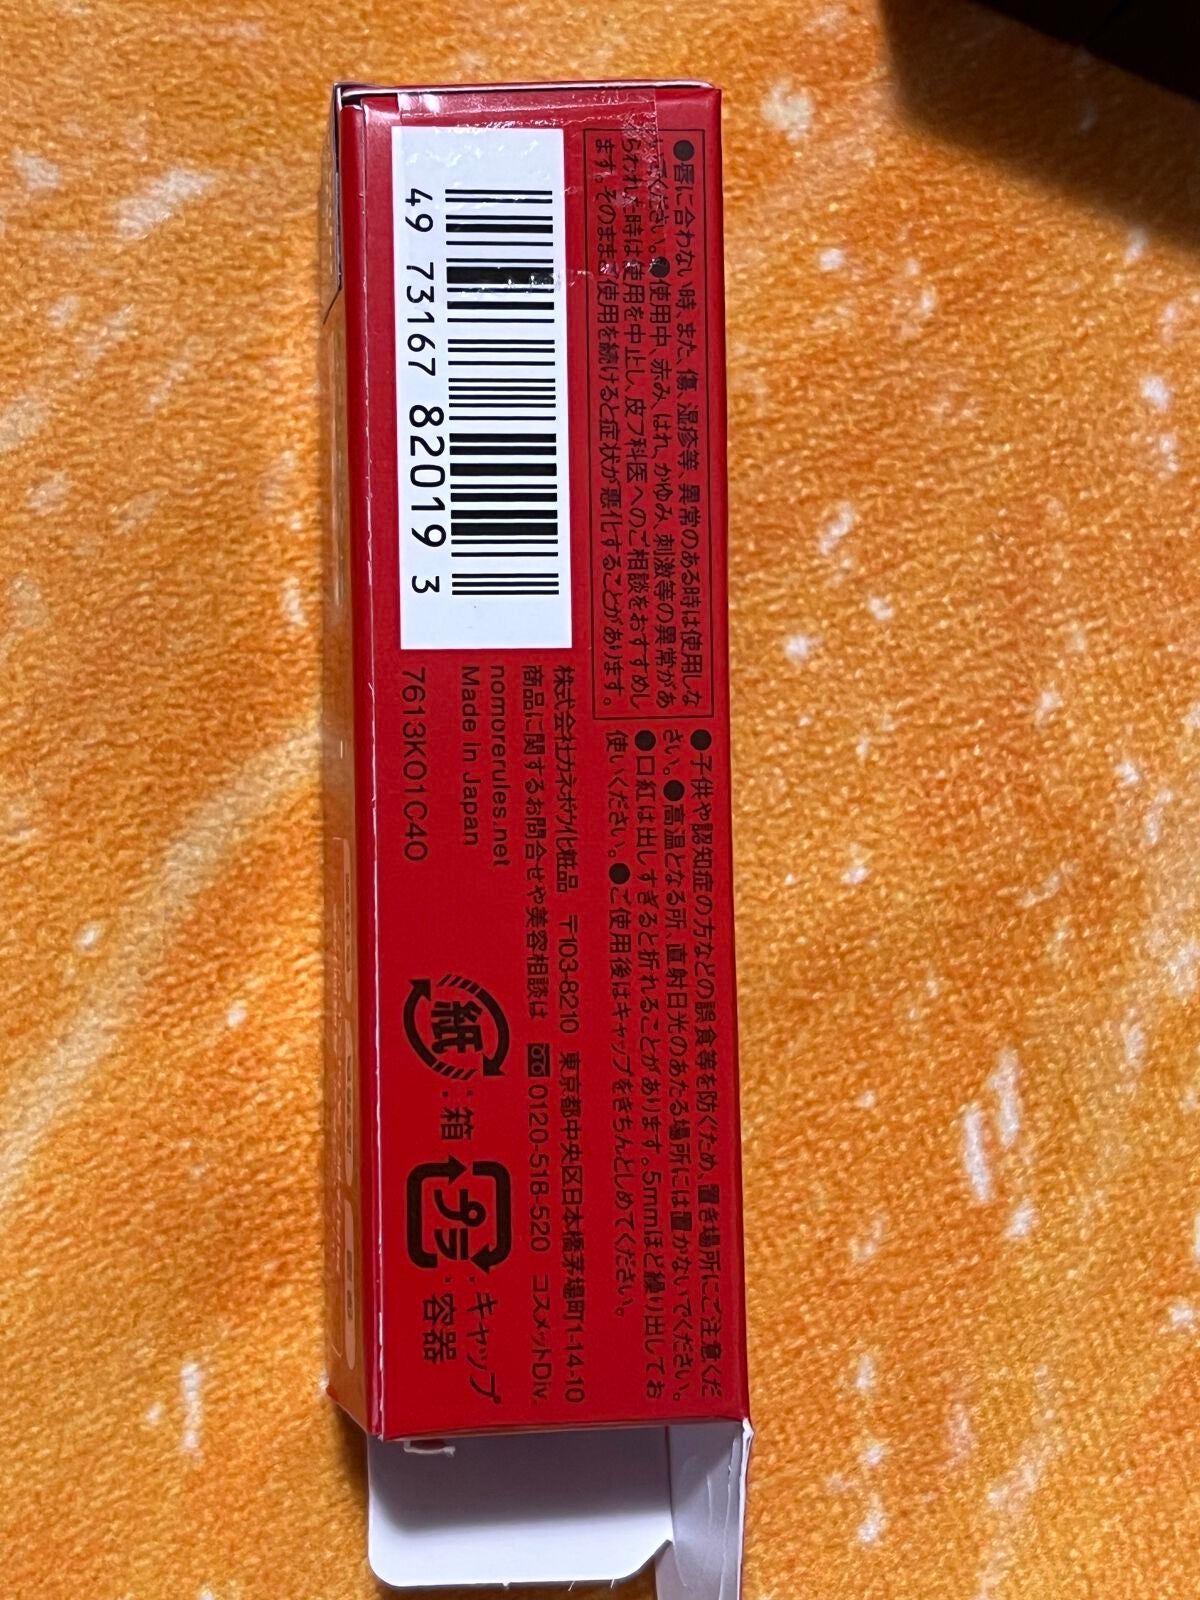 ●唇に合わない時、また、傷、湿疹等、異常のある時は使用しな
いでください。●使用中、赤み、はれ、かゆみ、刺激等の異常があ
らわれた時は使用を中止し、皮フ科医へのご相談をおすすめし
ます。そのまま使用を続けると症状が悪化することがあります。
●子供や認知症の方などの誤食等を防ぐため、置き場所にご注意くだ
さい。●高温となる所、直射日光のあたる場所には置かないでください。
●口紅は出しすぎると折れることがあります。5mmほど繰り出してお
使いください。●ご使用後はキャップをきちんとしめてください。
49 73167 82019 3
株式会社カネボウ化粧品 〒103-8210 東京都中央区日本橋茅場町1-14-10
商品に関するお問合せや美容相談は 0120-518-520 コスメットDiv.
nomorerules.net
Made in Japan
7613K01C40
紙:箱
プラ:キャップ
容器